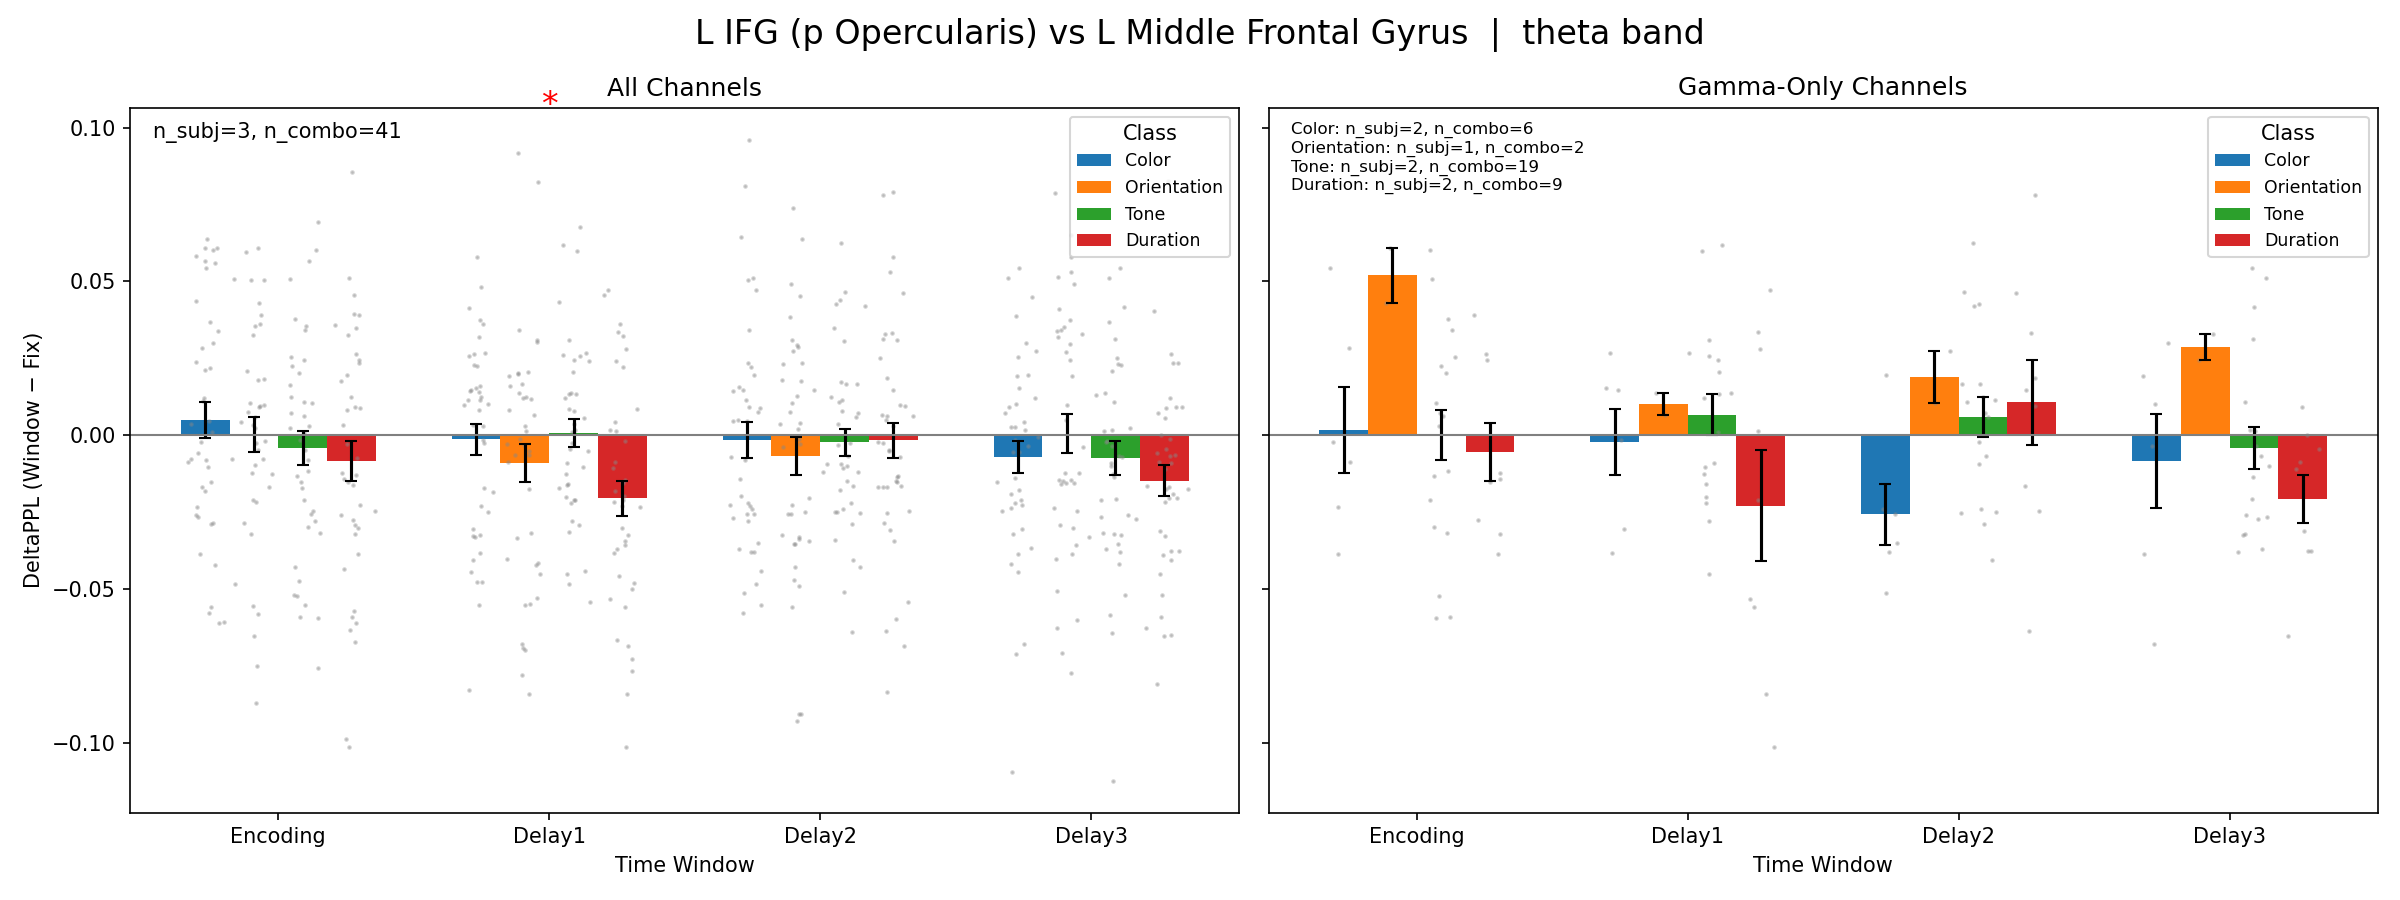 L IFG (p Opercularis) vs L Middle Frontal Gyrus | theta band
*
All Channels
n_subj=3, n_combo=41
Class
Color
Orientation
Tone
Duration
DeltaPPL (Window − Fix)
0.10
0.05
0.00
−0.05
−0.10
Encoding
Delay1
Delay2
Delay3
Time Window
Gamma-Only Channels
Color: n_subj=2, n_combo=6
Orientation: n_subj=1, n_combo=2
Tone: n_subj=2, n_combo=19
Duration: n_subj=2, n_combo=9
Class
Color
Orientation
Tone
Duration
Encoding
Delay1
Delay2
Delay3
Time Window